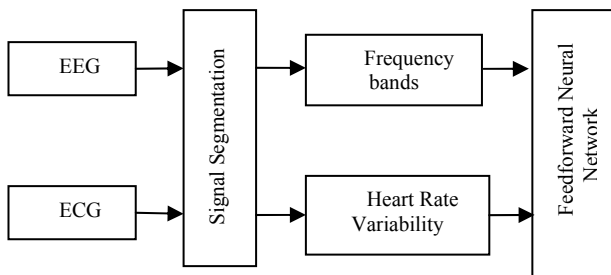 EEG
ECG
Signal Segmentation
Frequency
bands
Heart Rate
Variability
Feedforward Neural
Network